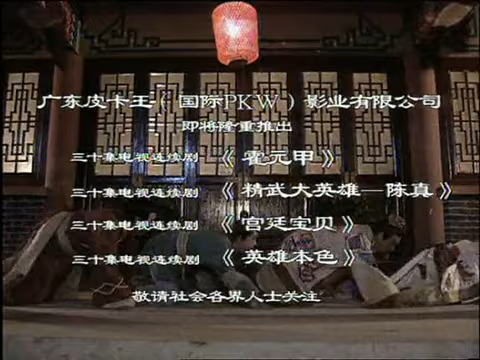 广东皮卡王（国际PKW）影业有限公司
即将隆重推出
三十集电视连续剧 《霍元甲》
三十集电视连续剧 《精武大英雄—陈真》
三十集电视连续剧 《宫廷宝贝》
三十集电视连续剧 《英雄本色》
敬请社会各界人士关注